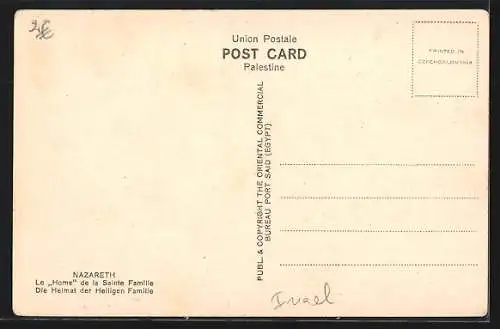 Union Postale
POST CARD
Palestine
PRINTED IN
CZECHOSLOVAKIA
PUBL. & COPYRIGHT THE ORIENTAL COMMERCIAL
BUREAU PORT SAID (EGYPT)
NAZARETH
Le „Home" de la Sainte Familie
Die Heimat der Heiligen Familie
Israel